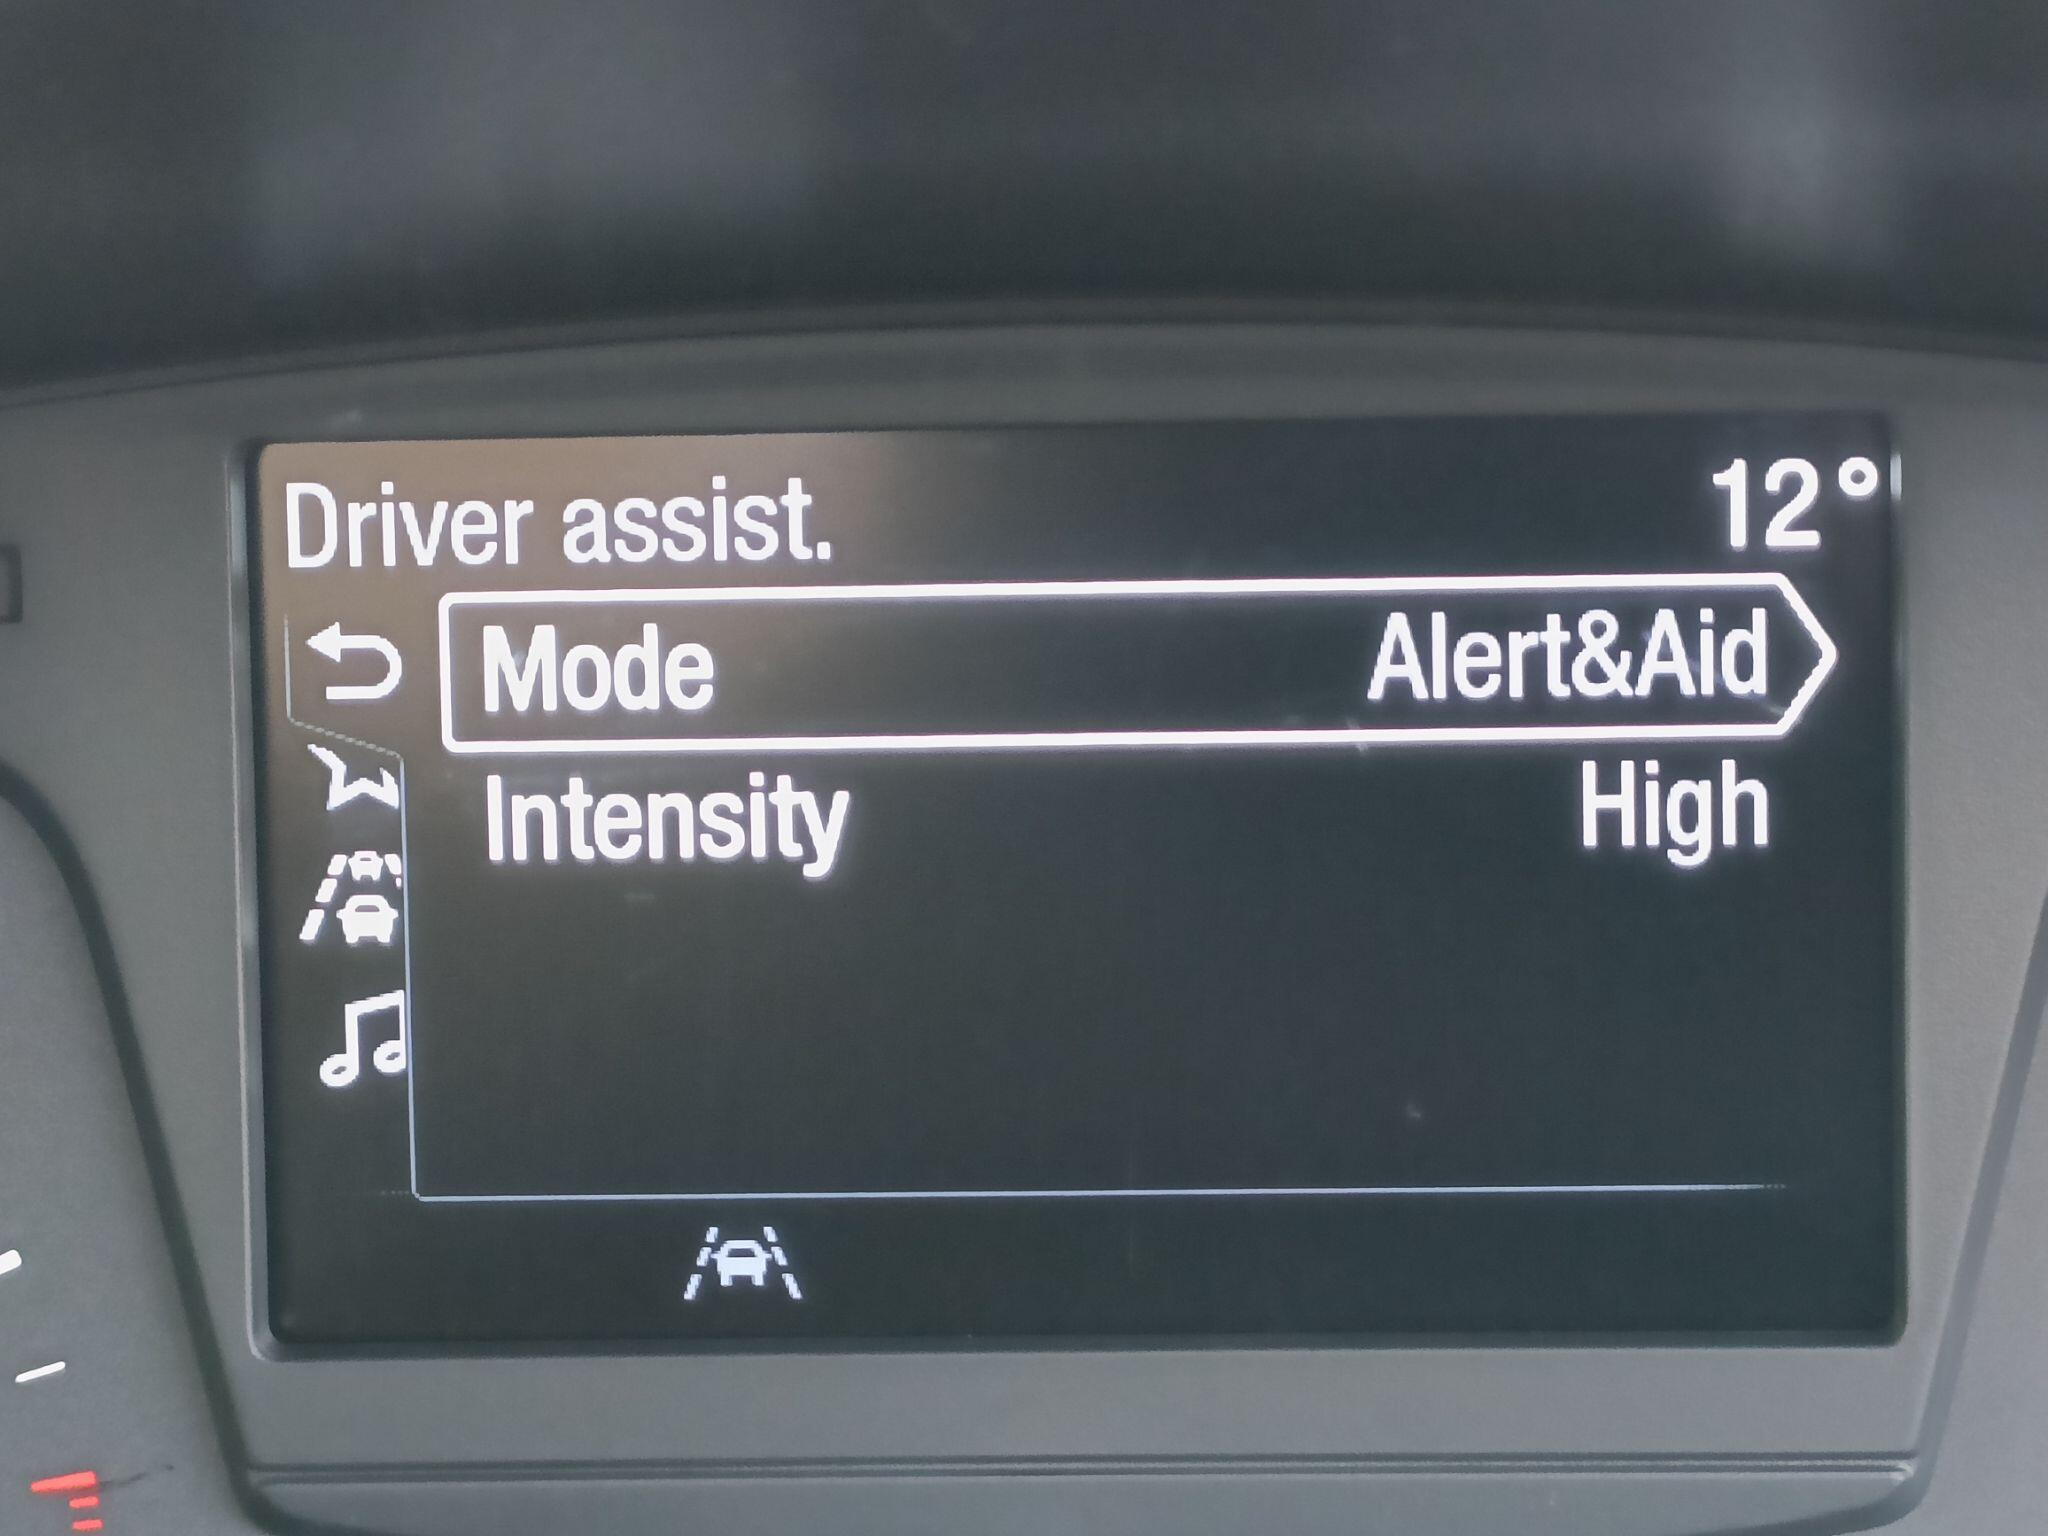 Driver assist. 12°
Mode Alert&Aid
Intensity High